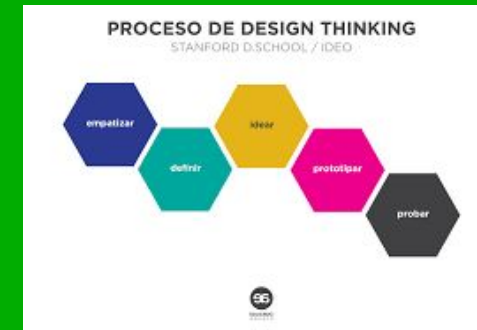 PROCESO DE DESIGN THINKING
STANFORD D.SCHOOL / IDEO
empatizar
definir
idear
prototipar
probar